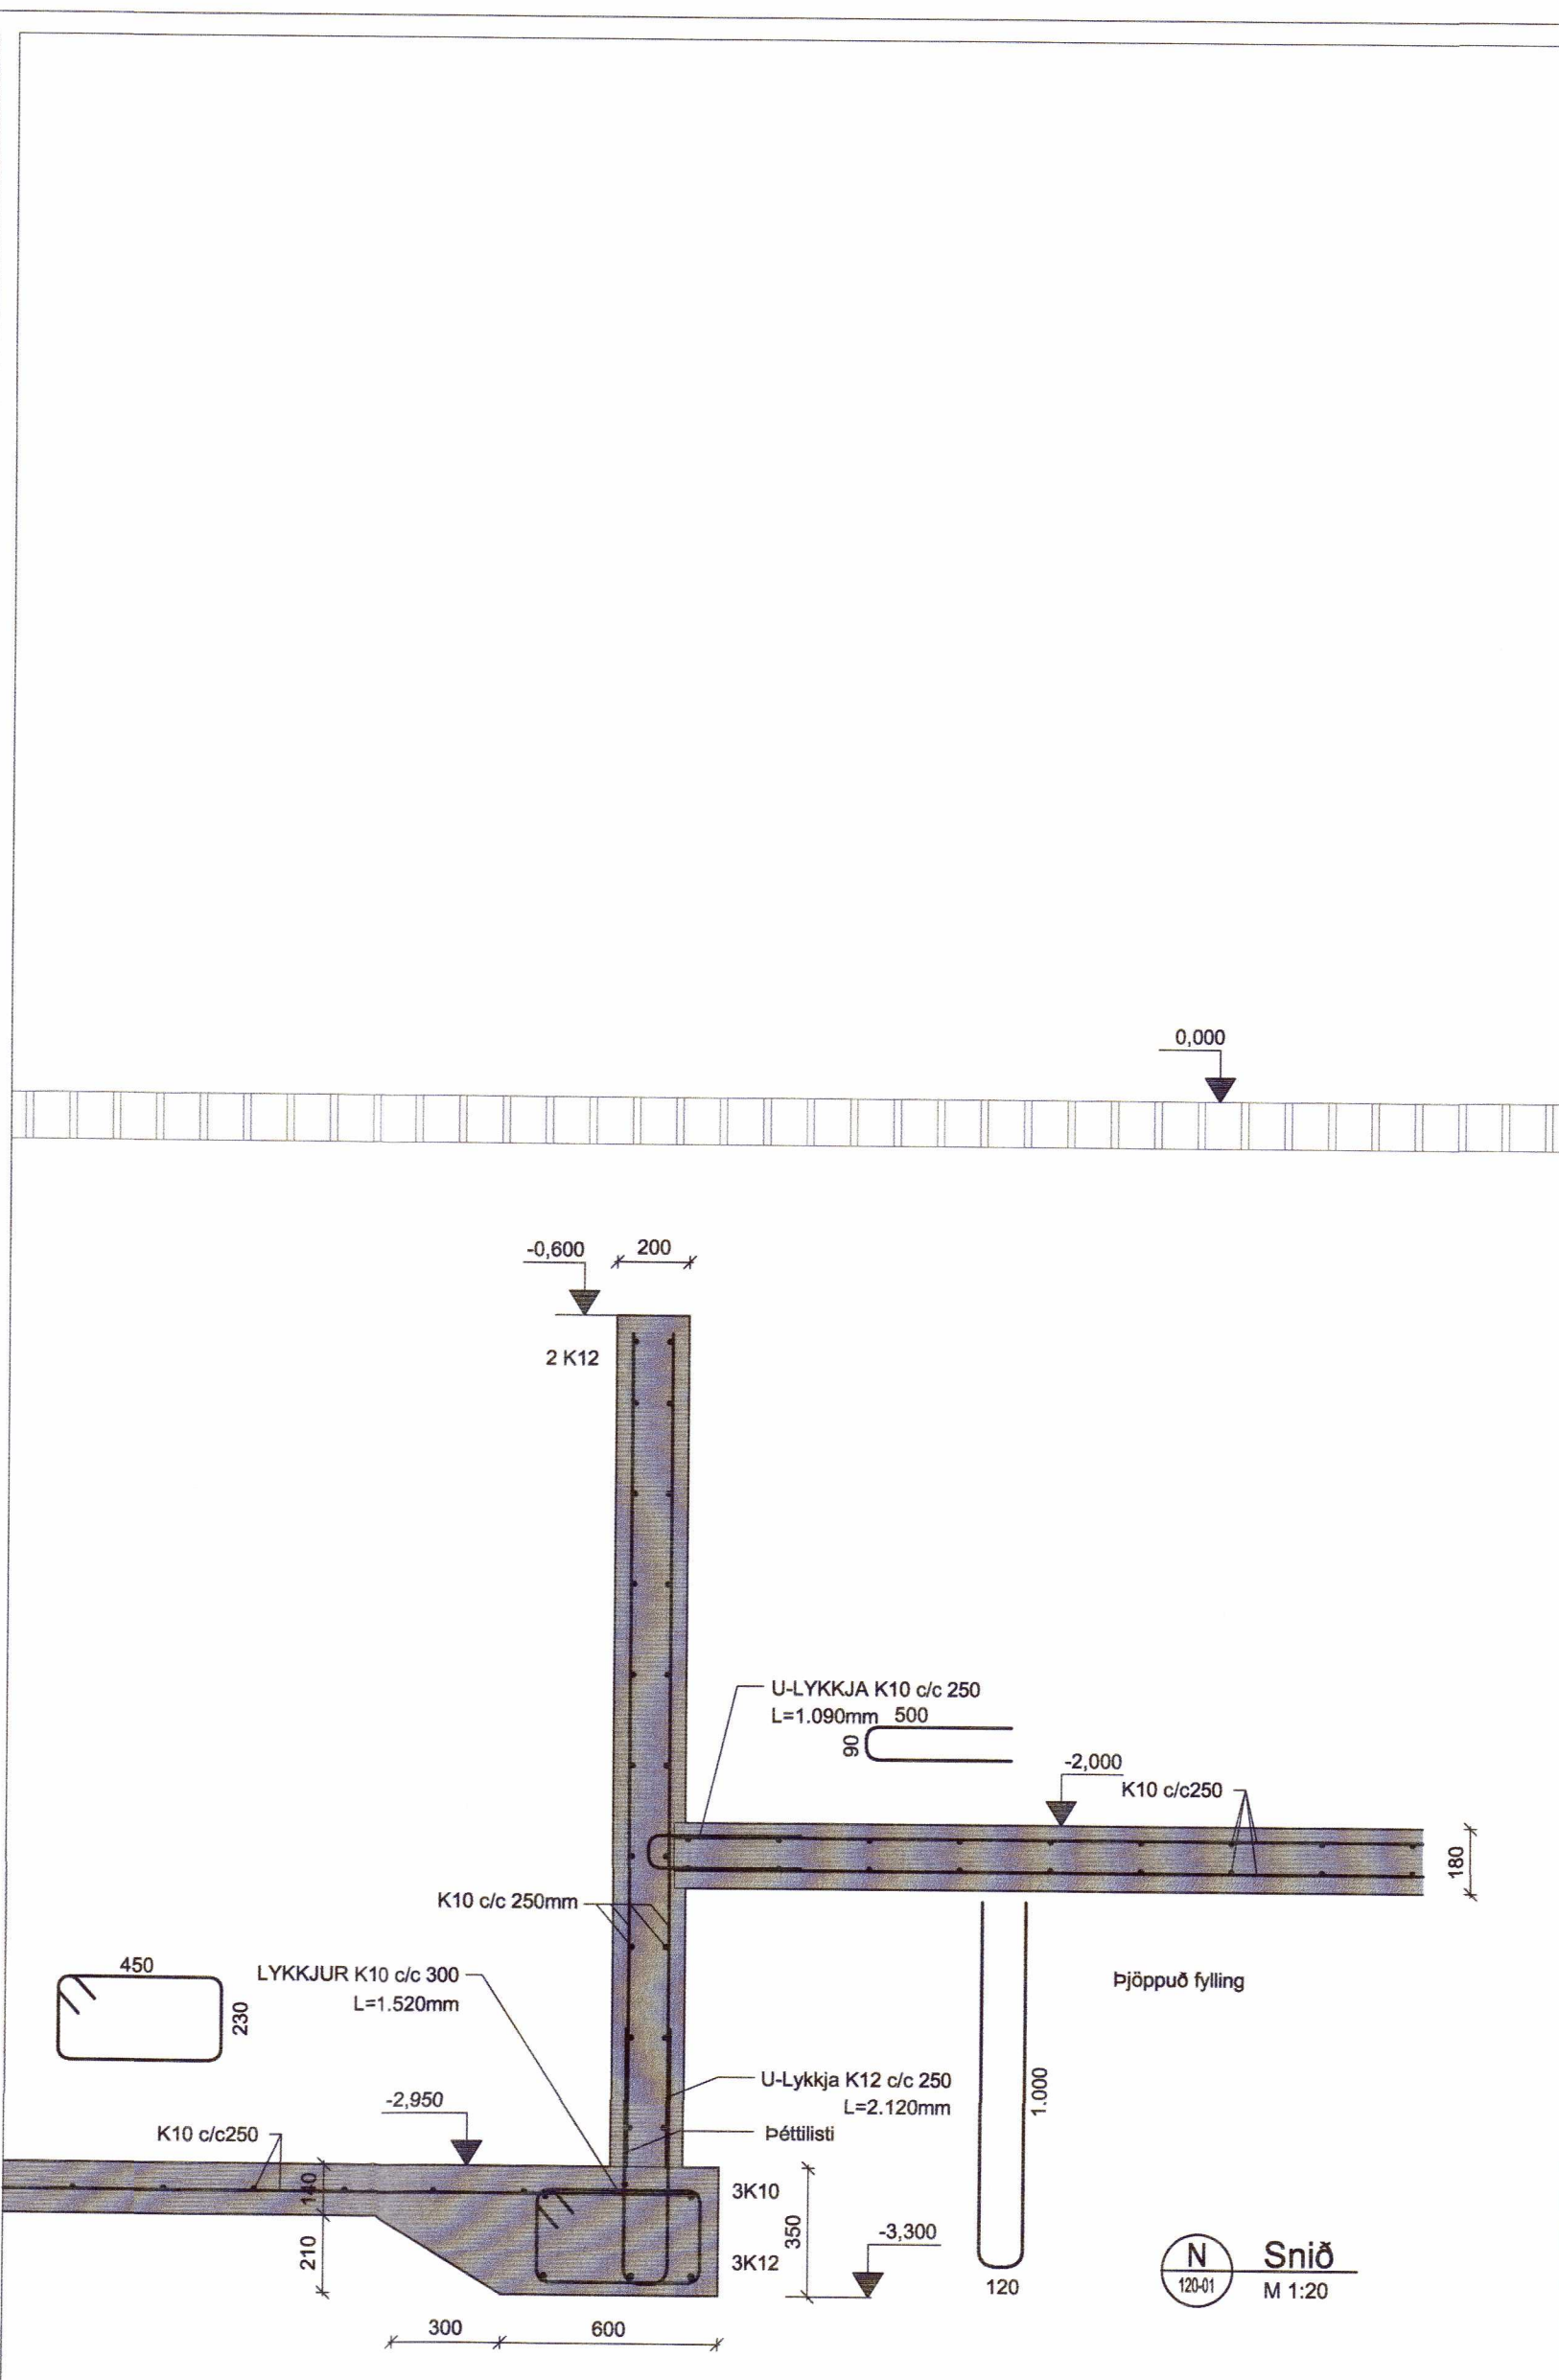 0,000
-0,600
200
2 K12
U-LYKKJA K10 c/c 250
L=1.090mm
500
90
-2,000
K10 c/c250
180
K10 c/c 250mm
450
230
LYKKJUR K10 c/c 300
L=1.520mm
Þjöppuð fylling
U-Lykkja K12 c/c 250
L=2.120mm
1.000
-2,950
Þéttilisti
K10 c/c250
140
3K10
350
210
3K12
-3,300
120
N
120-01
Snið
M 1:20
300
600